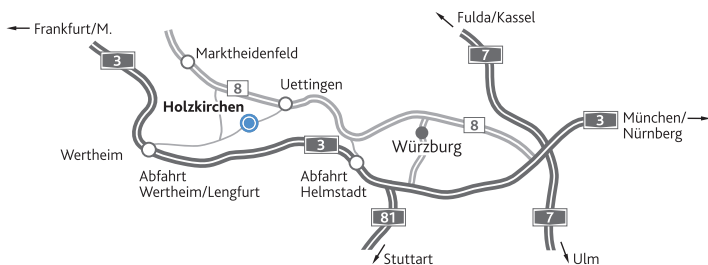 Fulda/Kassel
Frankfurt/M.
Marktheidenfeld
7
3
Uettingen
8
Holzkirchen
3
München/
Nürnberg
8
Würzburg
3
Wertheim
Abfahrt
Wertheim/Lengfurt
Abfahrt
Helmstadt
81
7
Stuttart
Ulm